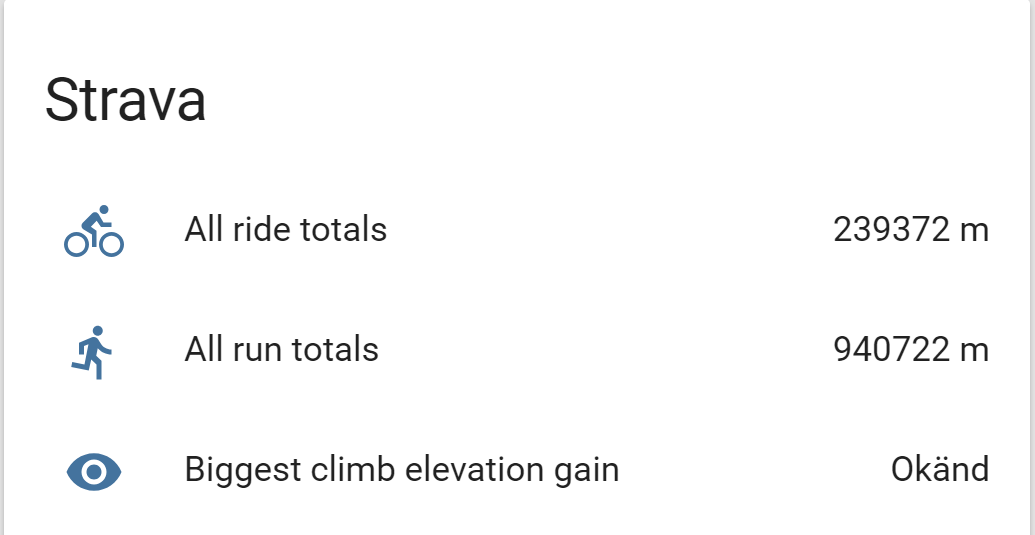 Strava
All ride totals 239372 m
All run totals 940722 m
Biggest climb elevation gain Okänd